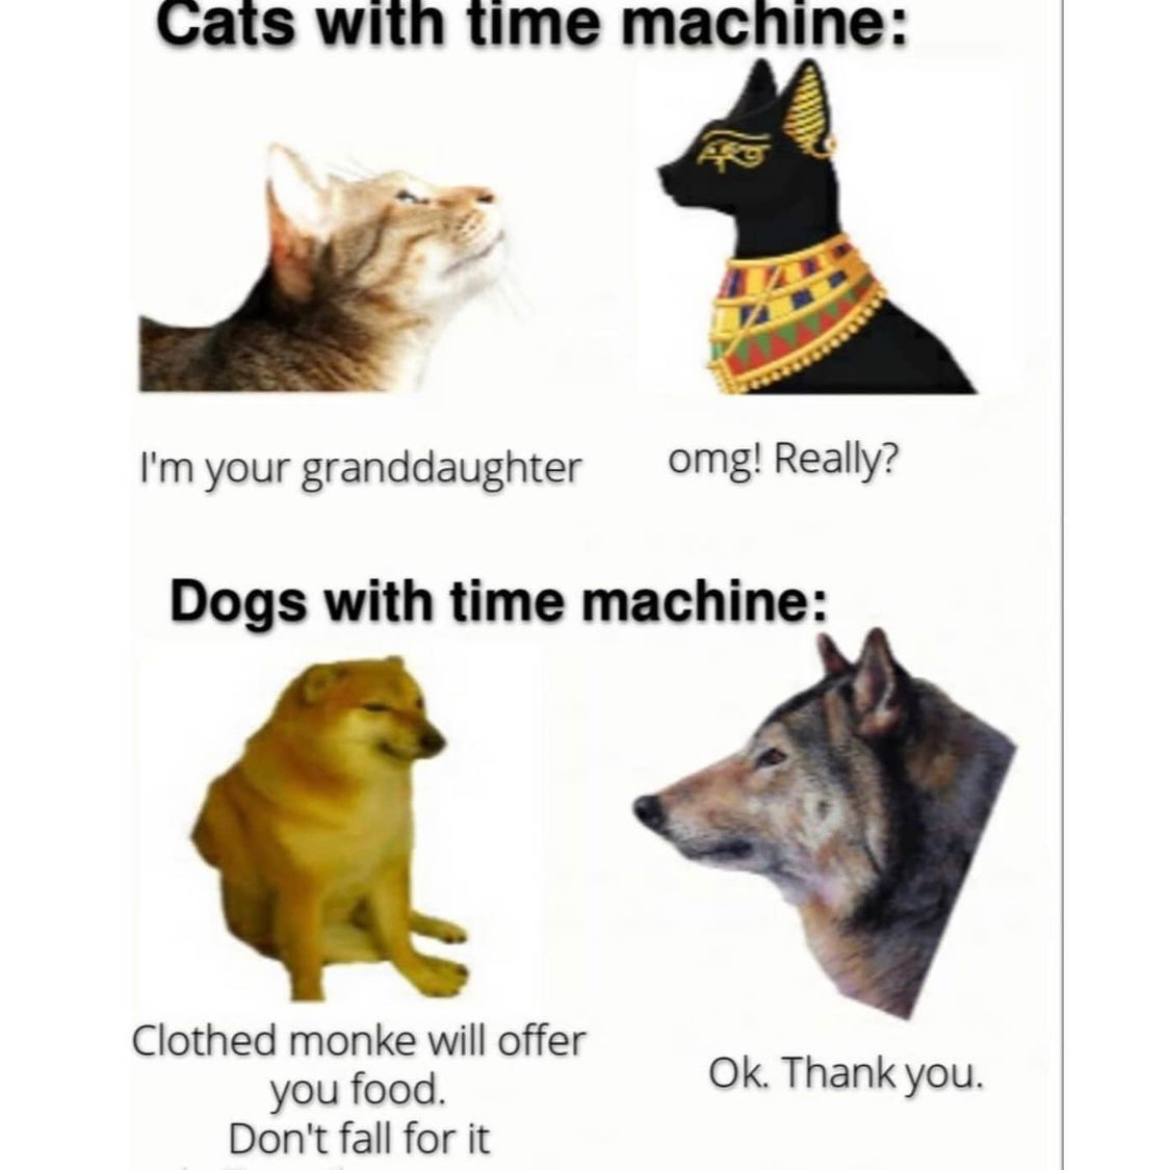 Cats with time machine:
I'm your granddaughter
omg! Really?
Dogs with time machine:
Clothed monke will offer
you food.
Don't fall for it
Ok. Thank you.